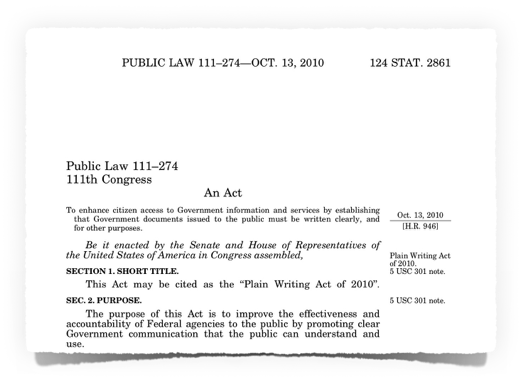 PUBLIC LAW 111–274—OCT. 13, 2010 124 STAT. 2861
Public Law 111–274
111th Congress
An Act
To enhance citizen access to Government information and services by establishing
that Government documents issued to the public must be written clearly, and
for other purposes.
Oct. 13, 2010
[H.R. 946]
Be it enacted by the Senate and House of Representatives of
the United States of America in Congress assembled,
Plain Writing Act
of 2010.
5 USC 301 note.
SECTION 1. SHORT TITLE.
This Act may be cited as the “Plain Writing Act of 2010”.
SEC. 2. PURPOSE.
5 USC 301 note.
The purpose of this Act is to improve the effectiveness and
accountability of Federal agencies to the public by promoting clear
Government communication that the public can understand and
use.